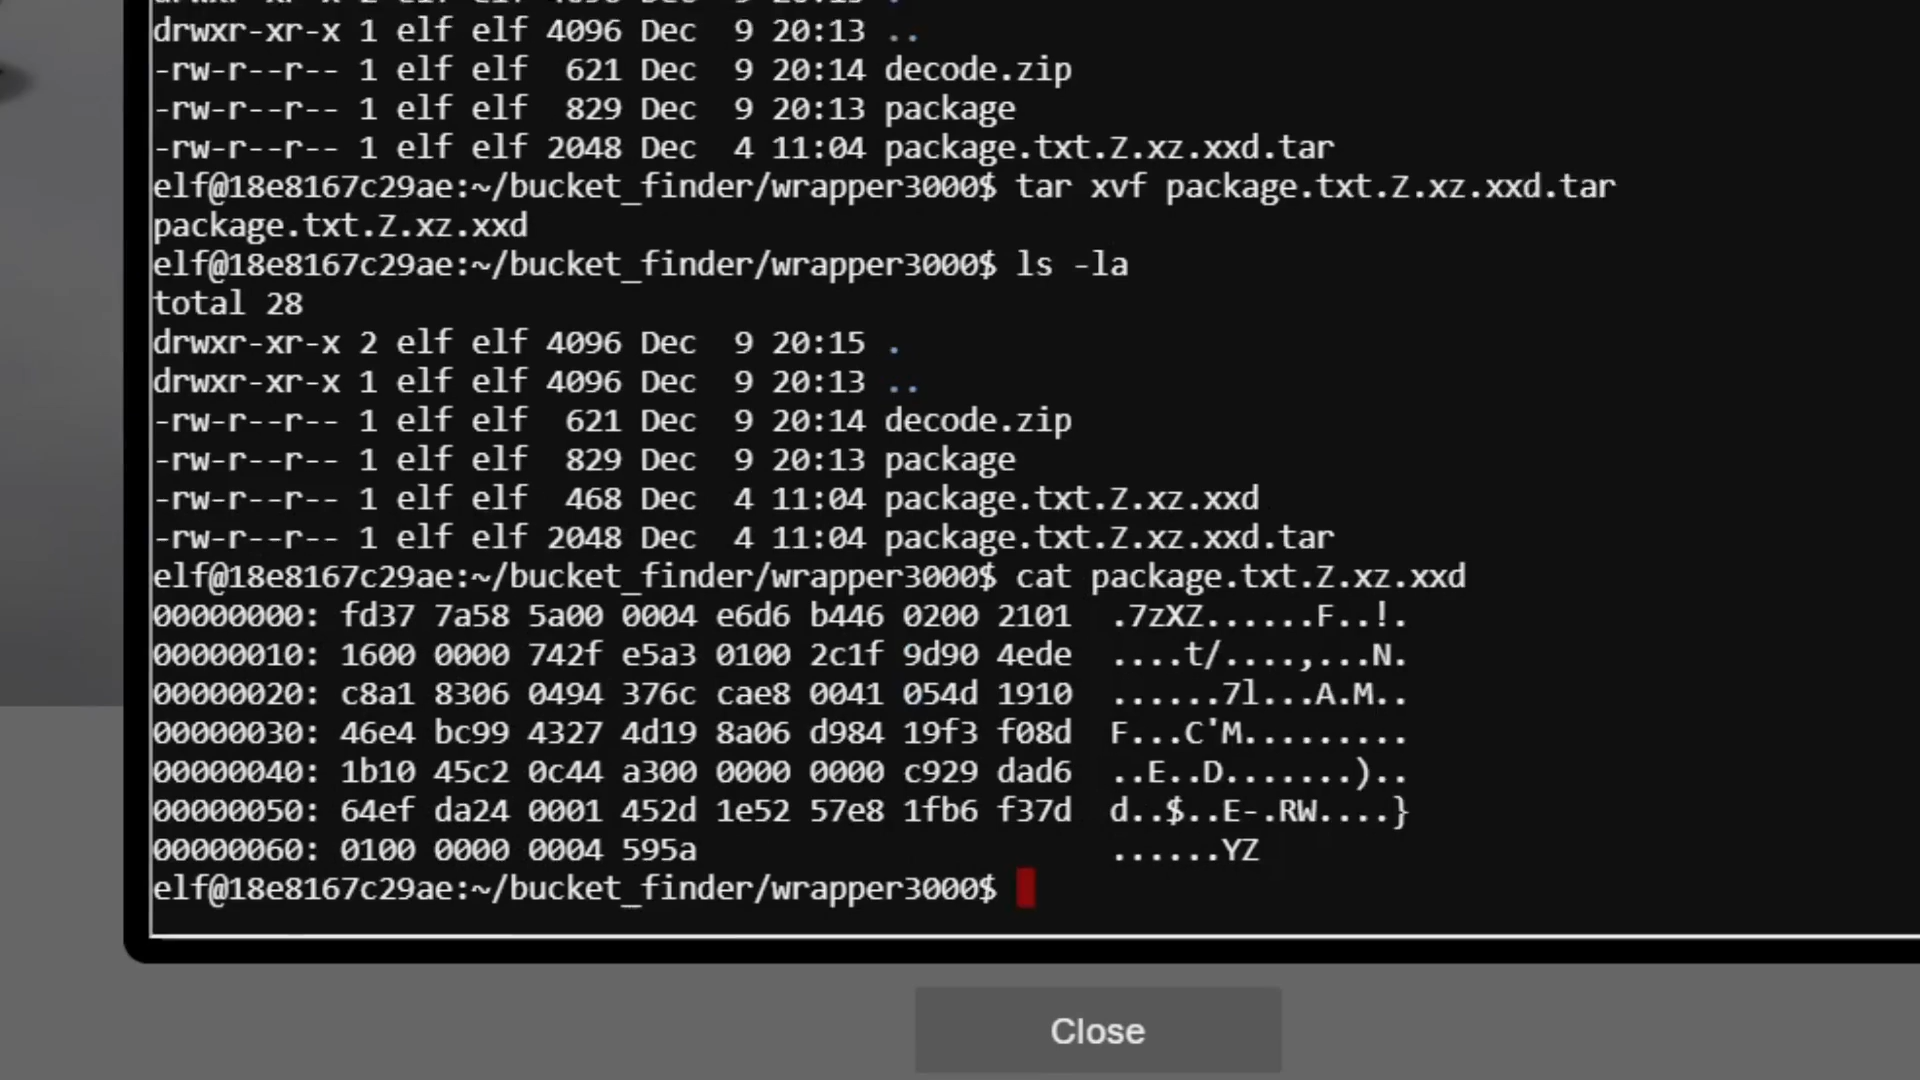 drwxr-xr-x 2 elf elf 4096 Dec  9 20:15 .
drwxr-xr-x 1 elf elf 4096 Dec  9 20:13 ..
-rw-r--r-- 1 elf elf  621 Dec  9 20:14 decode.zip
-rw-r--r-- 1 elf elf  829 Dec  9 20:13 package
-rw-r--r-- 1 elf elf 2048 Dec  4 11:04 package.txt.Z.xz.xxd.tar
elf@18e8167c29ae:~/bucket_finder/wrapper3000$ tar xvf package.txt.Z.xz.xxd.tar
package.txt.Z.xz.xxd
elf@18e8167c29ae:~/bucket_finder/wrapper3000$ ls -la
total 28
drwxr-xr-x 2 elf elf 4096 Dec  9 20:15 .
drwxr-xr-x 1 elf elf 4096 Dec  9 20:13 ..
-rw-r--r-- 1 elf elf  621 Dec  9 20:14 decode.zip
-rw-r--r-- 1 elf elf  829 Dec  9 20:13 package
-rw-r--r-- 1 elf elf  468 Dec  4 11:04 package.txt.Z.xz.xxd
-rw-r--r-- 1 elf elf 2048 Dec  4 11:04 package.txt.Z.xz.xxd.tar
elf@18e8167c29ae:~/bucket_finder/wrapper3000$ cat package.txt.Z.xz.xxd
00000000: fd37 7a58 5a00 0004 e6d6 b446 0200 2101  .7zXZ......F..!.
00000010: 1600 0000 742f e5a3 0100 2c1f 9d90 4ede  ....t/....,...N.
00000020: c8a1 8306 0494 376c cae8 0041 054d 1910  ......7l...A.M..
00000030: 46e4 bc99 4327 4d19 8a06 d984 19f3 f08d  F...C'M.........
00000040: 1b10 45c2 0c44 a300 0000 0000 c929 dad6  ..E..D.......)..
00000050: 64ef da24 0001 452d 1e52 57e8 1fb6 f37d  d..$..E-.RW....}
00000060: 0100 0000 0004 595a                      ......YZ
elf@18e8167c29ae:~/bucket_finder/wrapper3000$
Close